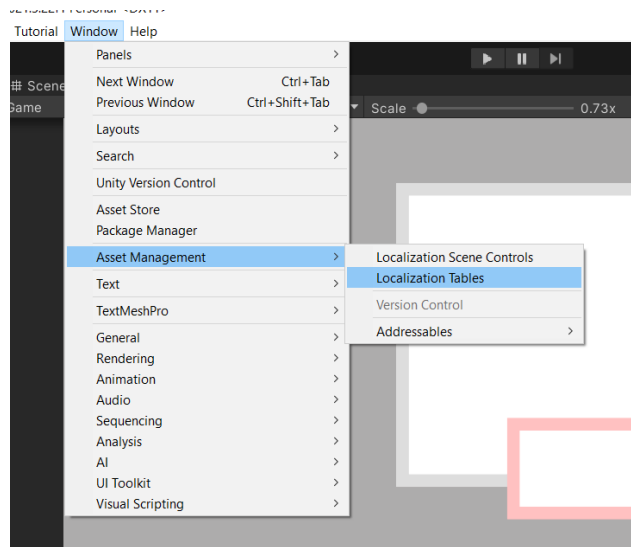 Tutorial Window Help
Panels >
# Scene
Next Window Ctrl+Tab
Previous Window Ctrl+Shift+Tab
Game
Scale
0.73x
Layouts >
Search >
Unity Version Control
Asset Store
Package Manager
Asset Management >
Localization Scene Controls
Localization Tables
Text >
Version Control
TextMeshPro >
Addressables >
General >
Rendering >
Animation >
Audio >
Sequencing >
Analysis >
AI >
UI Toolkit >
Visual Scripting >